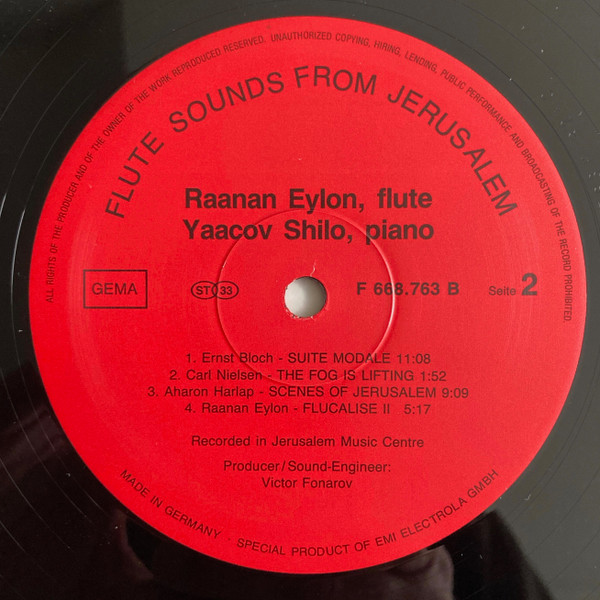 ALL RIGHTS OF THE PRODUCER AND OF THE OWNER OF THE WORK REPRODUCED RESERVED. UNAUTHORIZED COPYING, HIRING, LENDING, PUBLIC PERFORMANCE AND BROADCASTING OF THE RECORD PROHIBITED.
FLUTE SOUNDS FROM JERUSALEM
Raanan Eylon, flute
Yaacov Shilo, piano
GEMA ST 33 F 668.763 B Seite 2
1. Ernst Bloch - SUITE MODALE 11:08
2. Carl Nielsen - THE FOG IS LIFTING 1:52
3. Aharon Harlap - SCENES OF JERUSALEM 9:09
4. Raanan Eylon - FLUCALISE II 5:17
Recorded in Jerusalem Music Centre
Producer/Sound-Engineer:
Victor Fonarov
MADE IN GERMANY · SPECIAL PRODUCT OF EMI ELECTROLA GMBH